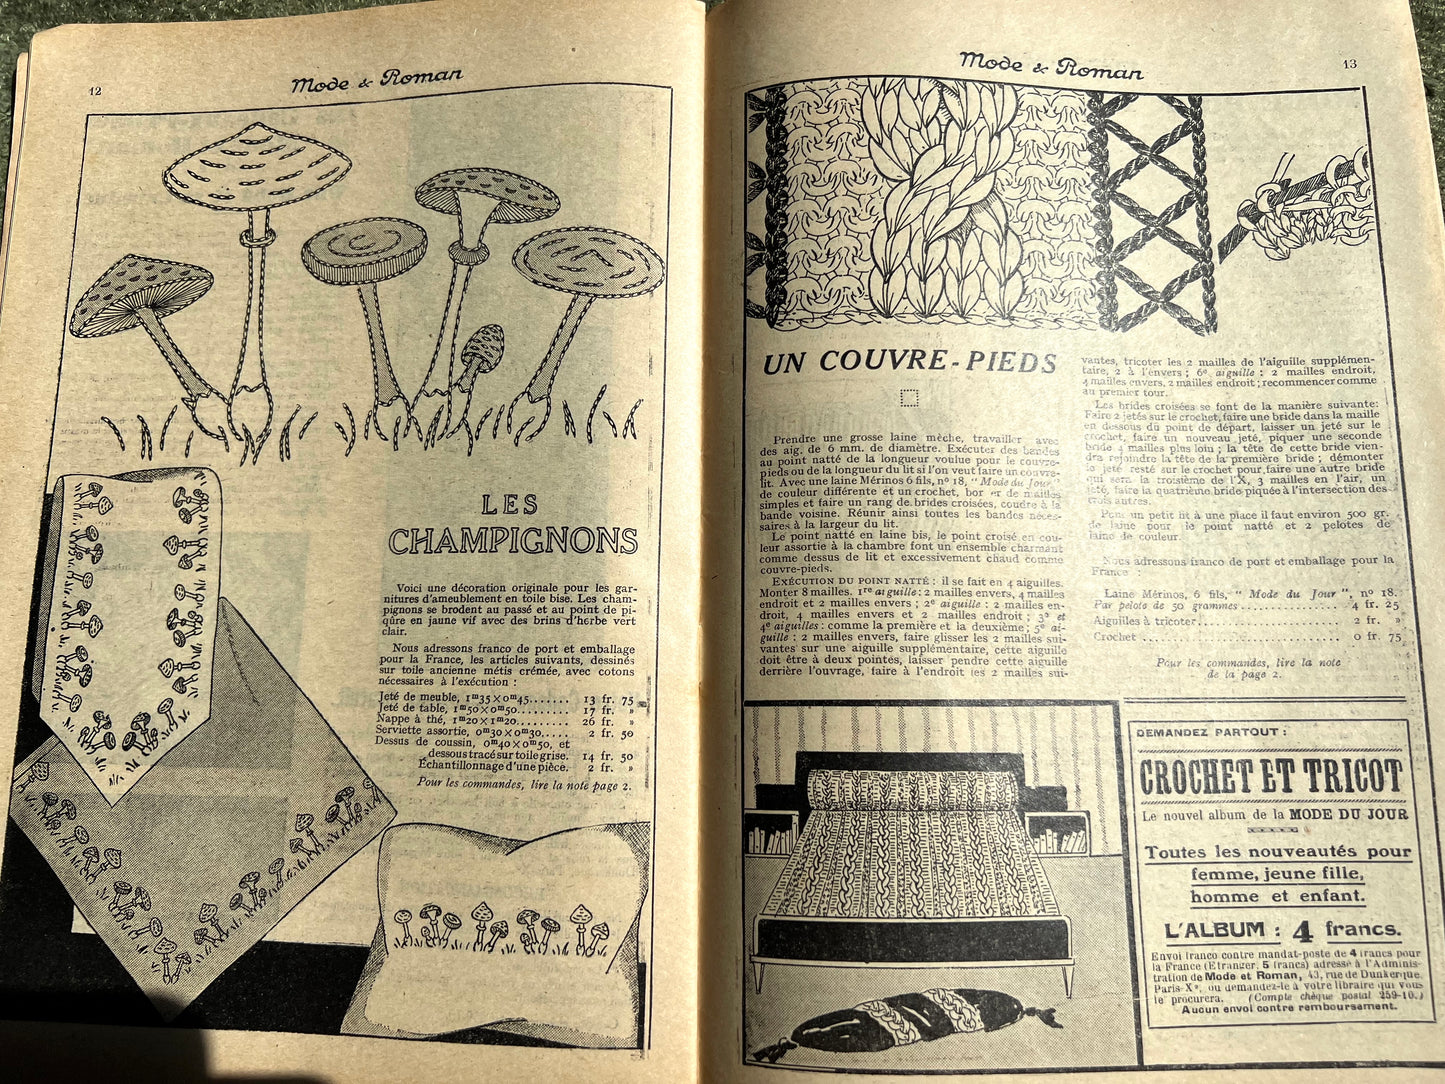 12
Mode & Roman
LES
CHAMPIGNONS
Voici une décoration originale pour les gar-
nitures d'ameublement en toile bise. Les cham-
pignons se brodent au passé et au point de pi-
qûre en jaune vif avec des brins d'herbe vert
clair.
Nous adressons franco de port et emballage
pour la France, les articles suivants, dessinés
sur toile ancienne métis crémée, avec cotons
nécessaires à l'exécution :
Jeté de meuble, 1m35 × 0m45...... 13 fr. 75
Jeté de table, 1m50 × 0m50......... 17 fr. »
Nappe à thé, 1m20 × 1m20......... 26 fr. »
Serviette assortie, 0m30 × 0m30..... 2 fr. 50
Dessus de coussin, 0m40 × 0m50, et
dessous tracé sur toile grise. 14 fr. 50
Échantillonnage d'une pièce. 2 fr. »
Pour les commandes, lire la note page 2.
Mode & Roman
13
UN COUVRE-PIEDS
Prendre une grosse laine mèche, travailler avec
des aig. de 6 mm. de diamètre. Exécuter des bandes
au point natté de la longueur voulue pour le couvre-
pieds ou de la longueur du lit si l'on veut faire un couvre-
lit. Avec une laine Mérinos 6 fils, nº 18, “ Mode du Jour ”
de couleur différente et un crochet, bor er de mailles
simples et faire un rang de brides croisées, coudre à la
bande voisine. Réunir ainsi toutes les bandes néces-
saires à la largeur du lit.
Le point natté en laine bis, le point croisé en cou-
leur assortie à la chambre font un ensemble charmant
comme dessus de lit et excessivement chaud comme
couvre-pieds.
EXÉCUTION DU POINT NATTÉ : il se fait en 4 aiguilles.
Monter 8 mailles. 1re aiguille : 2 mailles envers, 4 mailles
endroit et 2 mailles envers ; 2e aiguille : 2 mailles en-
droit, 4 mailles envers et 2 mailles endroit ; 3e et
4e aiguilles : comme la première et la deuxième ; 5e ai-
guille : 2 mailles envers, faire glisser les 2 mailles sui-
vantes sur une aiguille supplémentaire, cette aiguille
doit être à deux pointes, laisser pendre cette aiguille
derrière l'ouvrage, faire à l'endroit les 2 mailles sui-
vantes, tricoter les 2 mailles de l'aiguille supplémen-
taire, 2 à l'envers ; 6e aiguille : 2 mailles endroit,
4 mailles envers, 2 mailles endroit ; recommencer comme
au premier tour.
Les brides croisées se font de la manière suivante:
Faire 2 jetés sur le crochet, faire une bride dans la maille
en dessous du point de départ, laisser un jeté sur le
crochet, faire un nouveau jeté, piquer une seconde
bride 4 mailles plus loin ; la tête de cette bride vien-
dra rejoindre la tête de la première bride ; démonter
le jeté resté sur le crochet pour faire une autre bride
qui sera la troisième de l'X, 3 mailles en l'air, un
jeté, faire la quatrième bride piquée à l'intersection des
trois autres.
Pour un petit lit à une place il faut environ 500 gr.
de laine pour le point natté et 2 pelotes de
laine de couleur.
Nous adressons franco de port et emballage pour la
France :
Laine Mérinos, 6 fils, “ Mode du Jour ”, nº 18.
Par pelote de 50 grammes.................. 4 fr. 25
Aiguilles à tricoter......................... 2 fr. »
Crochet.................................. 0 fr. 75
Pour les commandes, lire la note
de la page 2.
DEMANDEZ PARTOUT :
CROCHET ET TRICOT
Le nouvel album de la MODE DU JOUR
Toutes les nouveautés pour
femme, jeune fille,
homme et enfant.
L'ALBUM : 4 francs.
Envoi franco contre mandat-poste de 4 francs pour
la France (Etranger. 5 francs) adressé à l'Adminis-
tration de Mode et Roman, 43, rue de Dunkerque,
Paris-Xe, ou demandez-le à votre libraire qui vous
le procurera. (Compte chèque postal 259-10.)
Aucun envoi contre remboursement.